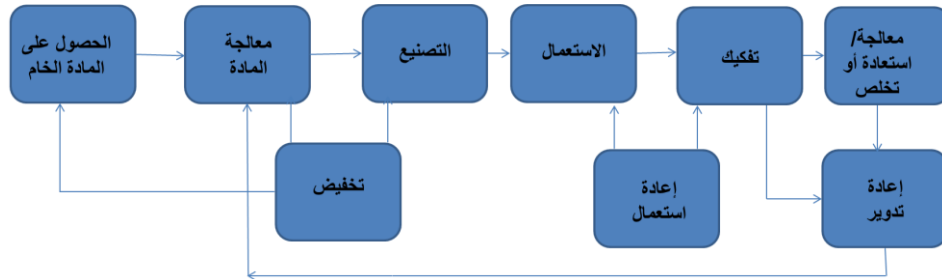 الحصول على
المادة الخام
معالجة
المادة
التصنيع
الاستعمال
تفكيك
معالجة/
استعادة أو
تخلص
تخفيض
إعادة
استعمال
إعادة
تدوير